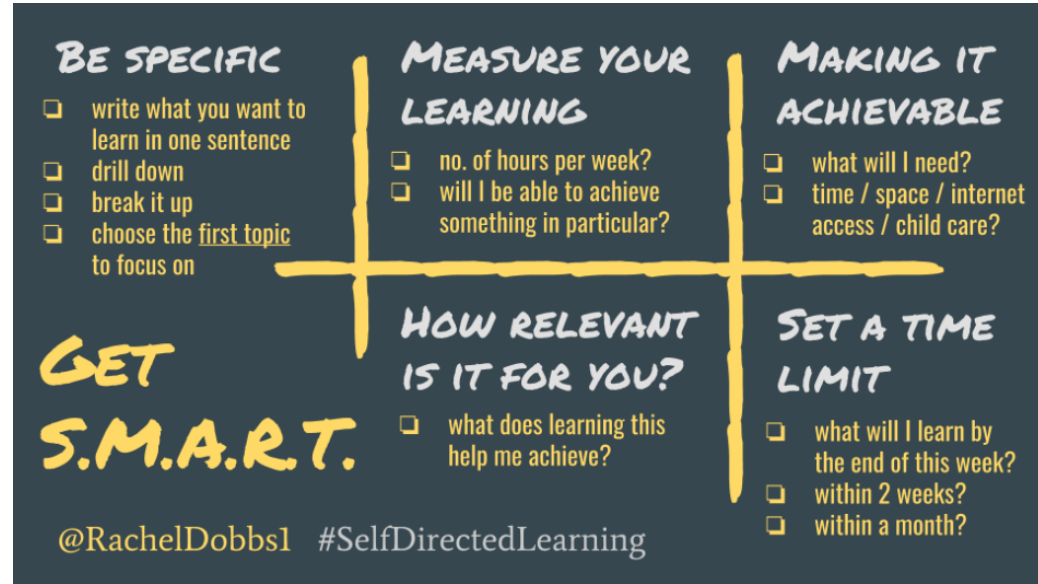 BE SPECIFIC
❏ write what you want to
learn in one sentence
❏ drill down
❏ break it up
❏ choose the first topic
to focus on
MEASURE YOUR
LEARNING
❏ no. of hours per week?
❏ will I be able to achieve
something in particular?
MAKING IT
ACHIEVABLE
❏ what will I need?
❏ time / space / internet
access / child care?
GET
S.M.A.R.T.
HOW RELEVANT
IS IT FOR YOU?
❏ what does learning this
help me achieve?
SET A TIME
LIMIT
❏ what will I learn by
the end of this week?
❏ within 2 weeks?
❏ within a month?
@RachelDobbs1 #SelfDirectedLearning